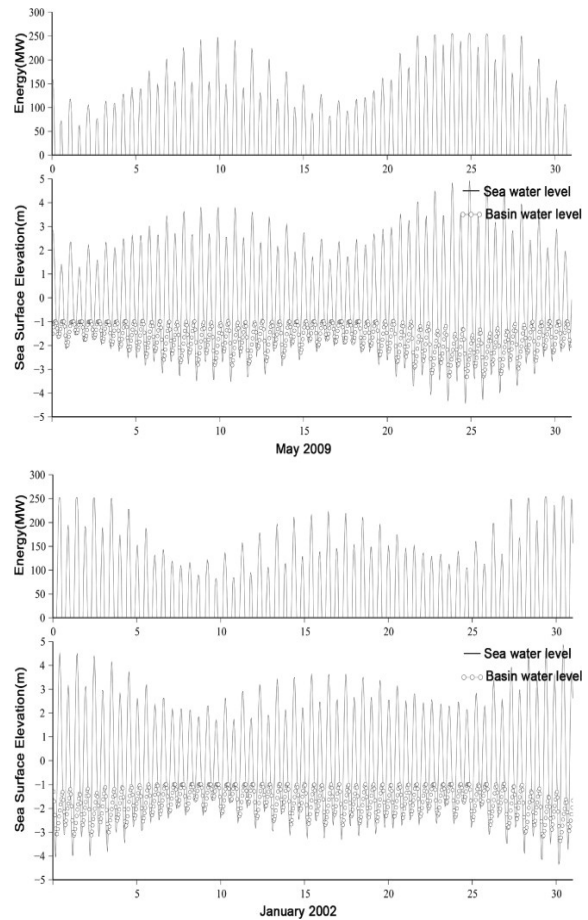 Energy(MW)
300
250
200
150
100
50
0
0 5 10 15 20 25 30
Sea Surface Elevation(m)
5
4
3
2
1
0
−1
−2
−3
−4
−5
Sea water level
Basin water level
5 10 15 20 25 30
May 2009
Energy(MW)
300
250
200
150
100
50
0
0 5 10 15 20 25 30
Sea Surface Elevation(m)
5
4
3
2
1
0
−1
−2
−3
−4
−5
Sea water level
Basin water level
5 10 15 20 25 30
January 2002